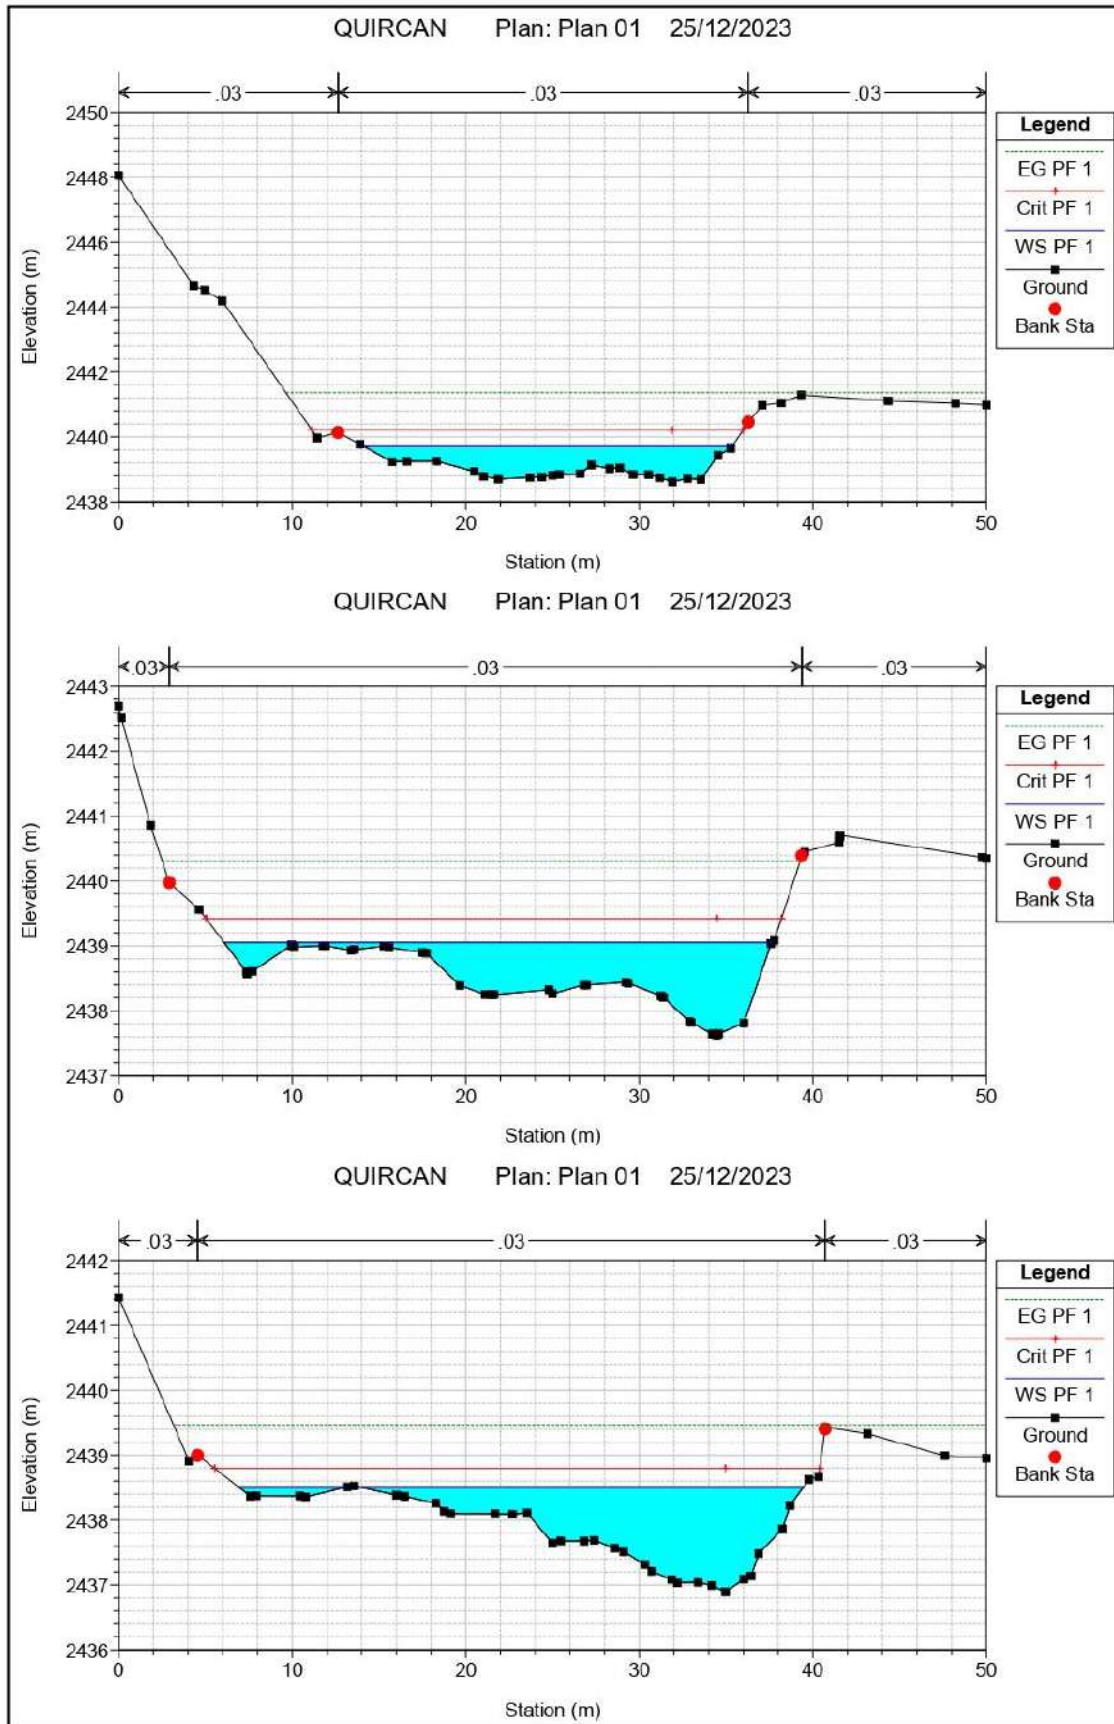 QUIRCAN Plan: Plan 01 25/12/2023
.03 .03 .03
2450
2448
2446
2444
2442
2440
2438
Elevation (m)
0 10 20 30 40 50
Station (m)
Legend
EG PF 1
Crit PF 1
WS PF 1
Ground
Bank Sta
QUIRCAN Plan: Plan 01 25/12/2023
.03 .03 .03
2443
2442
2441
2440
2439
2438
2437
Elevation (m)
0 10 20 30 40 50
Station (m)
Legend
EG PF 1
Crit PF 1
WS PF 1
Ground
Bank Sta
QUIRCAN Plan: Plan 01 25/12/2023
.03 .03 .03
2442
2441
2440
2439
2438
2437
2436
Elevation (m)
0 10 20 30 40 50
Station (m)
Legend
EG PF 1
Crit PF 1
WS PF 1
Ground
Bank Sta